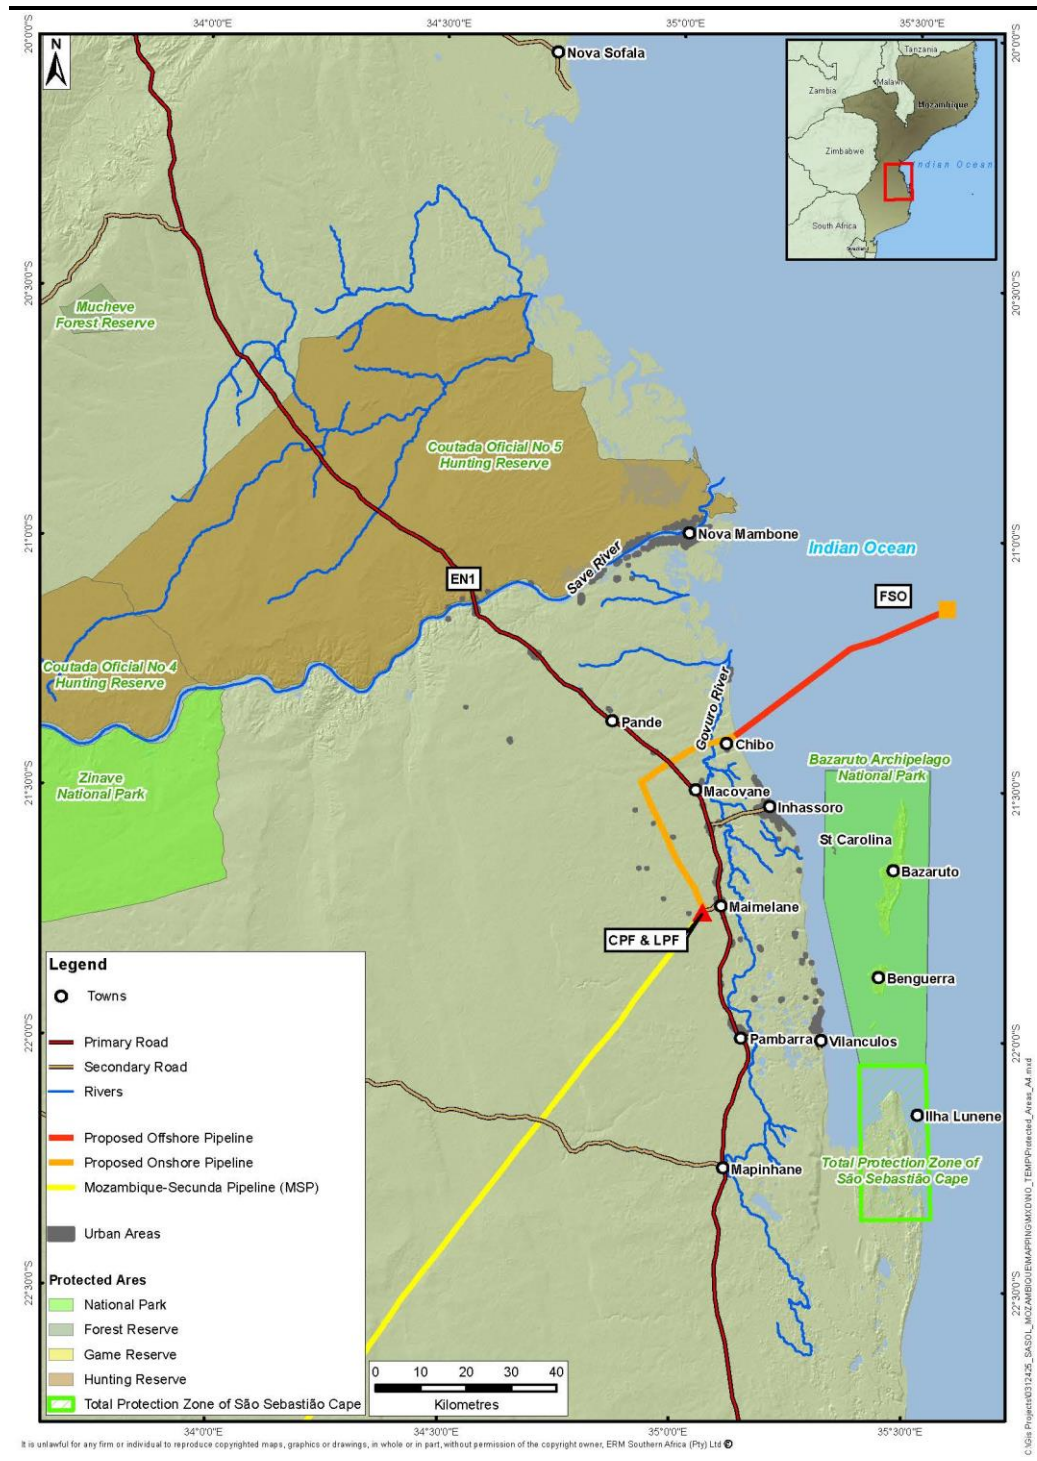 34°0'0"E
34°30'0"E
35°0'0"E
35°30'0"E
20°0'0"S
20°0'0"S
N
Nova Sofala
Tanzania
Zambia
Malawi
Mozambique
Zimbabwe
Indian Ocean
South Africa
20°30'0"S
20°30'0"S
Mucheve
Forest Reserve
Coutada Oficial No 5
Hunting Reserve
21°0'0"S
21°0'0"S
Nova Mambone
Indian Ocean
Save River
EN1
FSO
Coutada Oficial No 4
Hunting Reserve
Govuro River
Pande
Chibo
Zinave
National Park
Bazaruto Archipelago
National Park
21°30'0"S
21°30'0"S
Macovane
Inhassoro
St Carolina
Bazaruto
Maimelane
CPF & LPF
Benguerra
22°0'0"S
22°0'0"S
Pambarra
Vilanculos
Ilha Lunene
Mapinhane
Total Protection Zone of
São Sebastião Cape
22°30'0"S
22°30'0"S
Legend
Towns
Primary Road
Secondary Road
Rivers
Proposed Offshore Pipeline
Proposed Onshore Pipeline
Mozambique-Secunda Pipeline (MSP)
Urban Areas
Protected Ares
National Park
Forest Reserve
Game Reserve
Hunting Reserve
Total Protection Zone of São Sebastião Cape
0 10 20 30 40
Kilometres
34°0'0"E
35°0'0"E
35°30'0"E
It is unlawful for any firm or individual to reproduce copyrighted maps, graphics or drawings, in whole or in part, without permission of the copyright owner, ERM Southern Africa (Pty) Ltd ©
C:\Gis Projects\0312425_SASOL_MOZAMBIQUE\MAPPING\MXD\NO_TEMP\Protected_Areas_A4.mxd